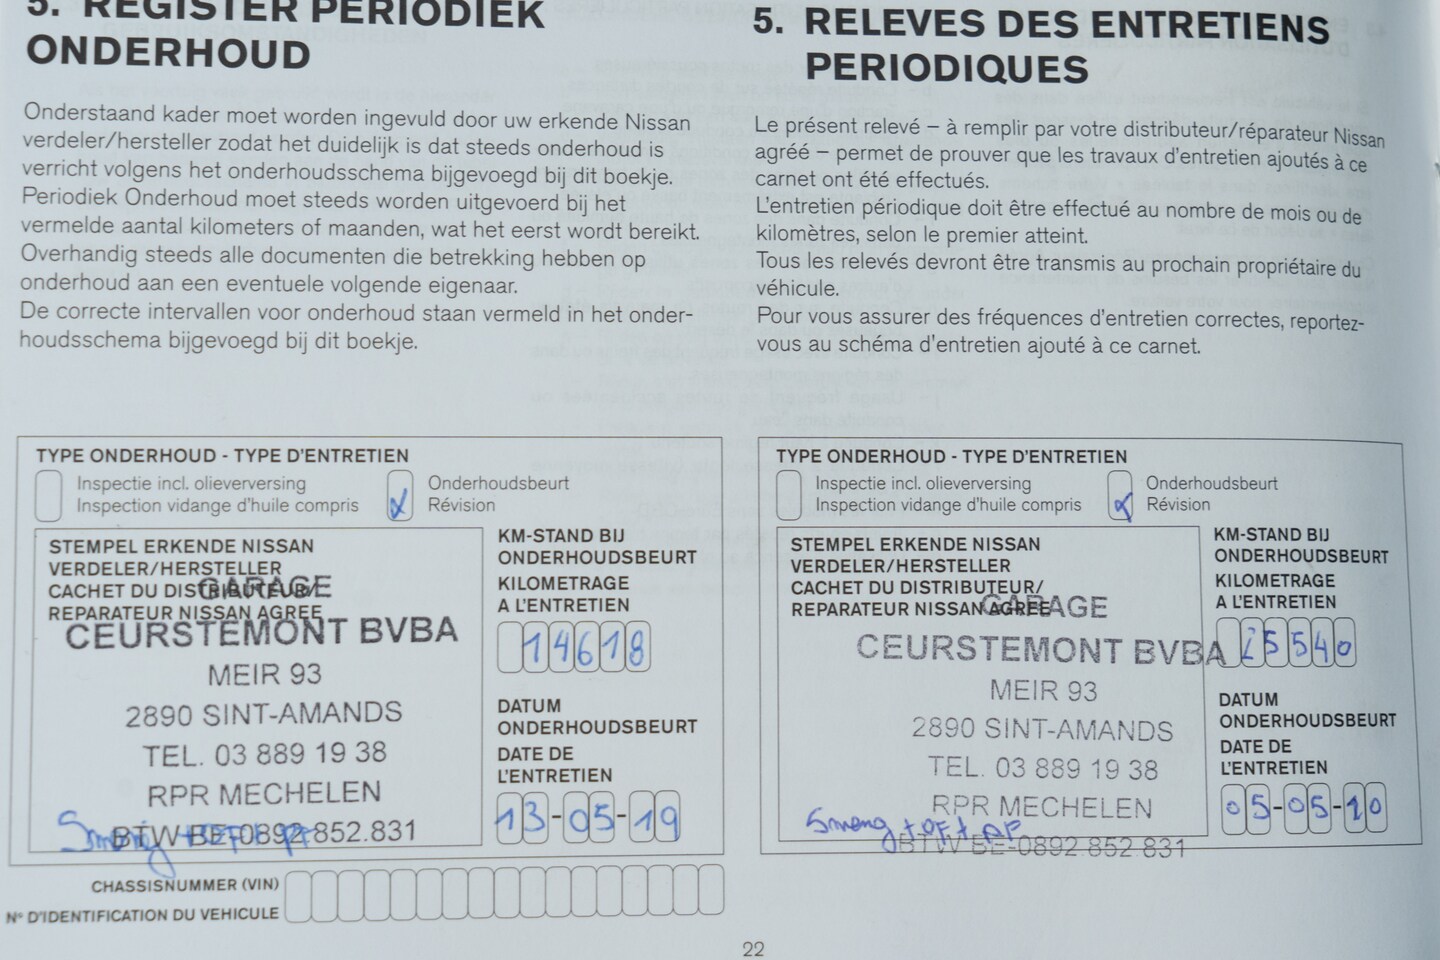 5. REGISTER PERIODIEK
ONDERHOUD
Onderstaand kader moet worden ingevuld door uw erkende Nissan
verdeler/hersteller zodat het duidelijk is dat steeds onderhoud is
verricht volgens het onderhoudsschema bijgevoegd bij dit boekje.
Periodiek Onderhoud moet steeds worden uitgevoerd bij het
vermelde aantal kilometers of maanden, wat het eerst wordt bereikt.
Overhandig steeds alle documenten die betrekking hebben op
onderhoud aan een eventuele volgende eigenaar.
De correcte intervallen voor onderhoud staan vermeld in het onder-
houdsschema bijgevoegd bij dit boekje.
5. RELEVES DES ENTRETIENS
PERIODIQUES
Le présent relevé – à remplir par votre distributeur/réparateur Nissan
agréé – permet de prouver que les travaux d'entretien ajoutés à ce
carnet ont été effectués.
L'entretien périodique doit être effectué au nombre de mois ou de
kilomètres, selon le premier atteint.
Tous les relevés devront être transmis au prochain propriétaire du
véhicule.
Pour vous assurer des fréquences d'entretien correctes, reportez-
vous au schéma d'entretien ajouté à ce carnet.
TYPE ONDERHOUD - TYPE D'ENTRETIEN
Inspectie incl. olieverversing
Inspection vidange d'huile compris
Onderhoudsbeurt
Révision
STEMPEL ERKENDE NISSAN
VERDELER/HERSTELLER
CACHET DU DISTRIBUTEUR/
REPARATEUR NISSAN AGREE
GARAGE
CEURSTEMONT BVBA
MEIR 93
2890 SINT-AMANDS
TEL. 03 889 19 38
RPR MECHELEN
BTW BE-0892.852.831
KM-STAND BIJ
ONDERHOUDSBEURT
KILOMETRAGE
A L'ENTRETIEN
14618
DATUM
ONDERHOUDSBEURT
DATE DE
L'ENTRETIEN
13-05-19
CHASSISNUMMER (VIN)
N° D'IDENTIFICATION DU VEHICULE
TYPE ONDERHOUD - TYPE D'ENTRETIEN
Inspectie incl. olieverversing
Inspection vidange d'huile compris
Onderhoudsbeurt
Révision
STEMPEL ERKENDE NISSAN
VERDELER/HERSTELLER
CACHET DU DISTRIBUTEUR/
REPARATEUR NISSAN AGREE
GARAGE
CEURSTEMONT BVBA
MEIR 93
2890 SINT-AMANDS
TEL. 03 889 19 38
RPR MECHELEN
BTW BE-0892.852.831
KM-STAND BIJ
ONDERHOUDSBEURT
KILOMETRAGE
A L'ENTRETIEN
25540
DATUM
ONDERHOUDSBEURT
DATE DE
L'ENTRETIEN
05-05-20
22